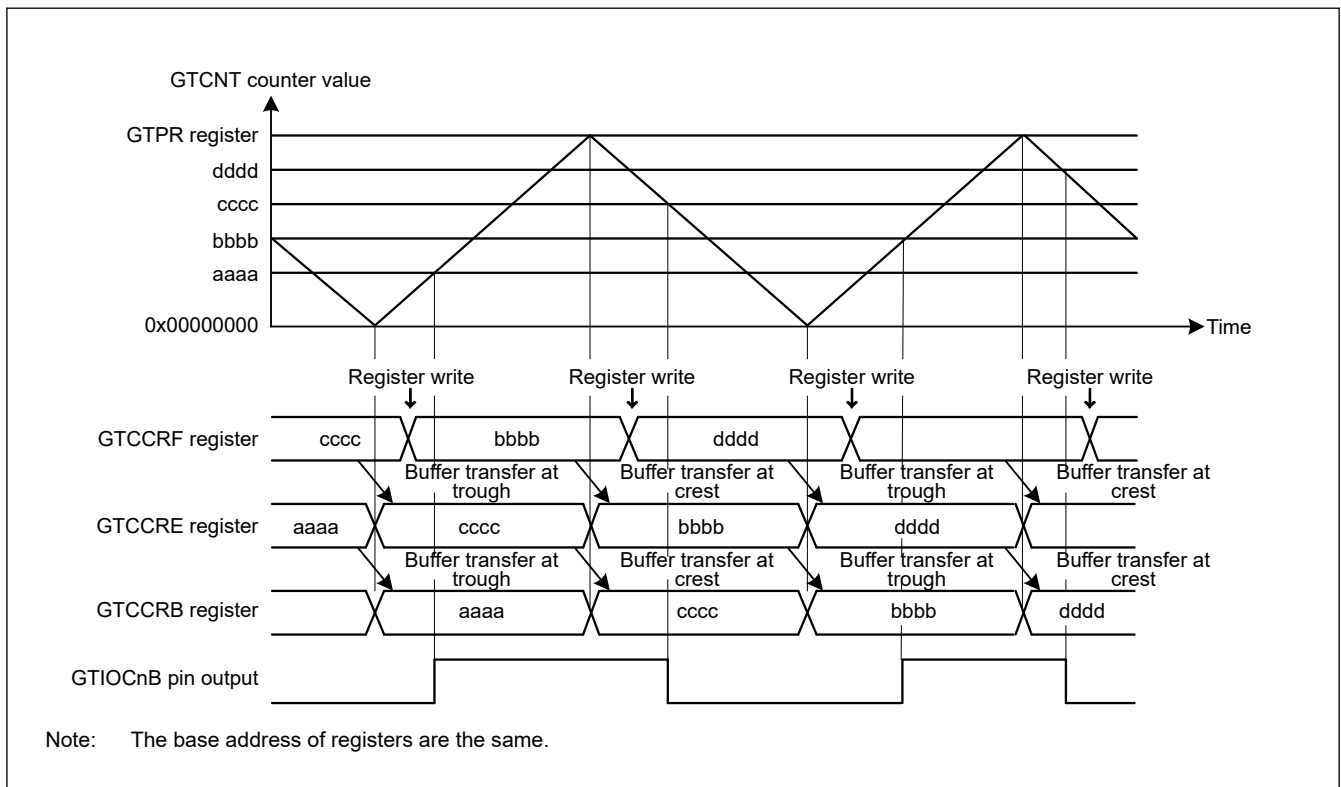 GTCNT counter value
GTPR register
dddd
cccc
bbbb
aaaa
0x00000000
Time
Register write Register write Register write Register write
GTCCRF register cccc bbbb dddd
Buffer transfer at trough
Buffer transfer at crest
Buffer transfer at trough
Buffer transfer at crest
GTCCRE register aaaa cccc bbbb dddd
Buffer transfer at trough
Buffer transfer at crest
Buffer transfer at trough
Buffer transfer at crest
GTCCRB register aaaa cccc bbbb dddd
GTIOCnB pin output
Note: The base address of registers are the same.